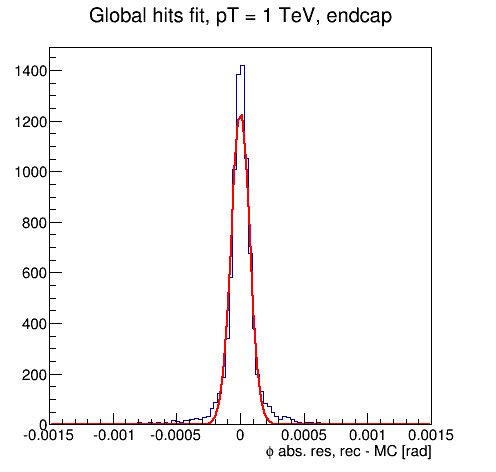 Global hits fit, pT = 1 TeV, endcap
1400
1200
1000
800
600
400
200
0
-0.0015 -0.001 -0.0005 0 0.0005 0.001 0.0015
ϕ abs. res, rec - MC [rad]